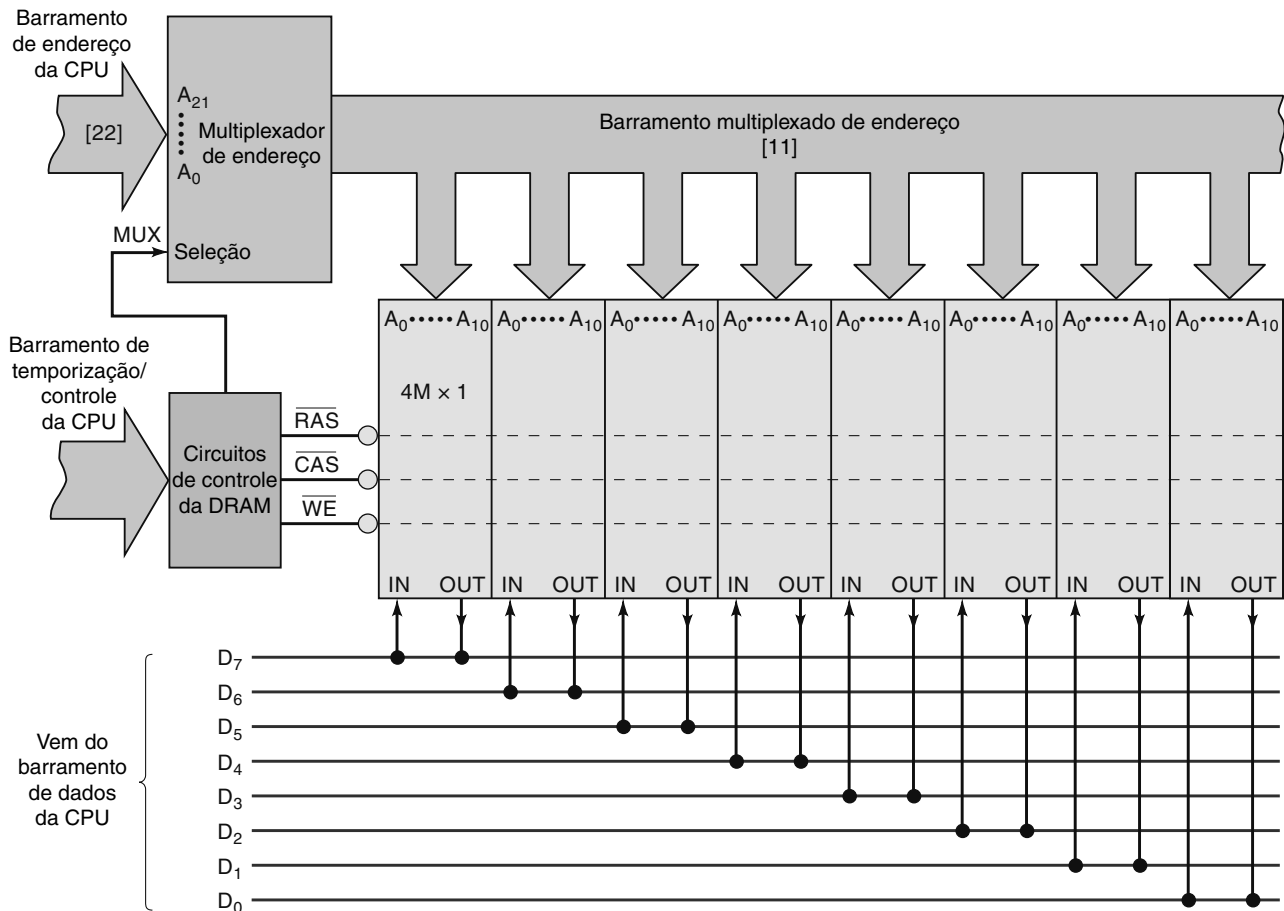 Barramento
de endereço
da CPU
[22]
A21
A0
Multiplexador
de endereço
MUX
Seleção
Barramento multiplexado de endereço
[11]
Barramento de
temporização/
controle
da CPU
Circuitos
de controle
da DRAM
R̅A̅S̅
C̅A̅S̅
W̅E̅
A0 ····· A10 A0 ····· A10 A0 ····· A10 A0 ····· A10 A0 ····· A10 A0 ····· A10 A0 ····· A10 A0 ····· A10
4M × 1
IN OUT IN OUT IN OUT IN OUT IN OUT IN OUT IN OUT IN OUT
Vem do
barramento
de dados
da CPU
D7
D6
D5
D4
D3
D2
D1
D0